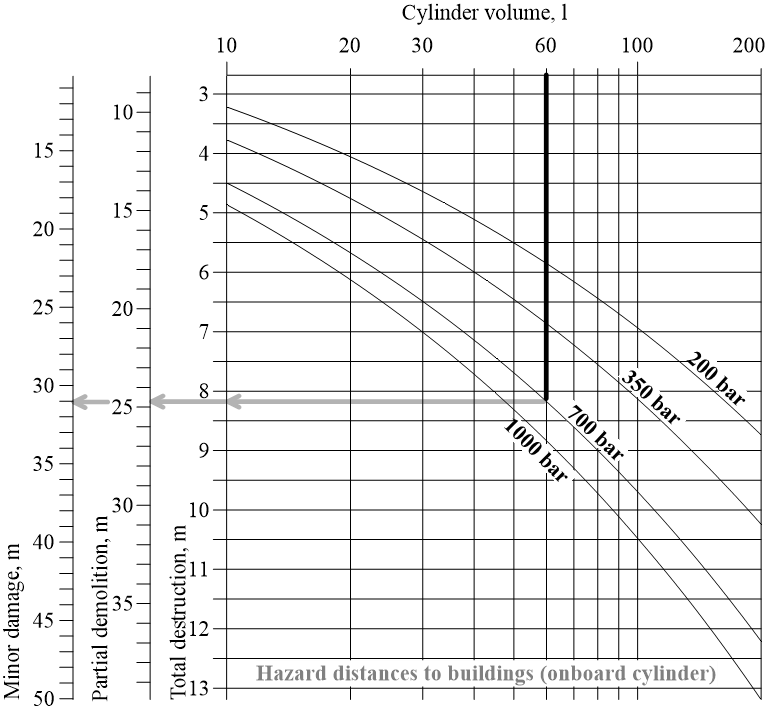 Cylinder volume, l
10 20 30 60 100 200
Minor damage, m
15
20
25
30
35
40
45
50
Partial demolition, m
10
15
20
25
30
35
Total destruction, m
3
4
5
6
7
8
9
10
11
12
13
200 bar
350 bar
700 bar
1000 bar
Hazard distances to buildings (onboard cylinder)